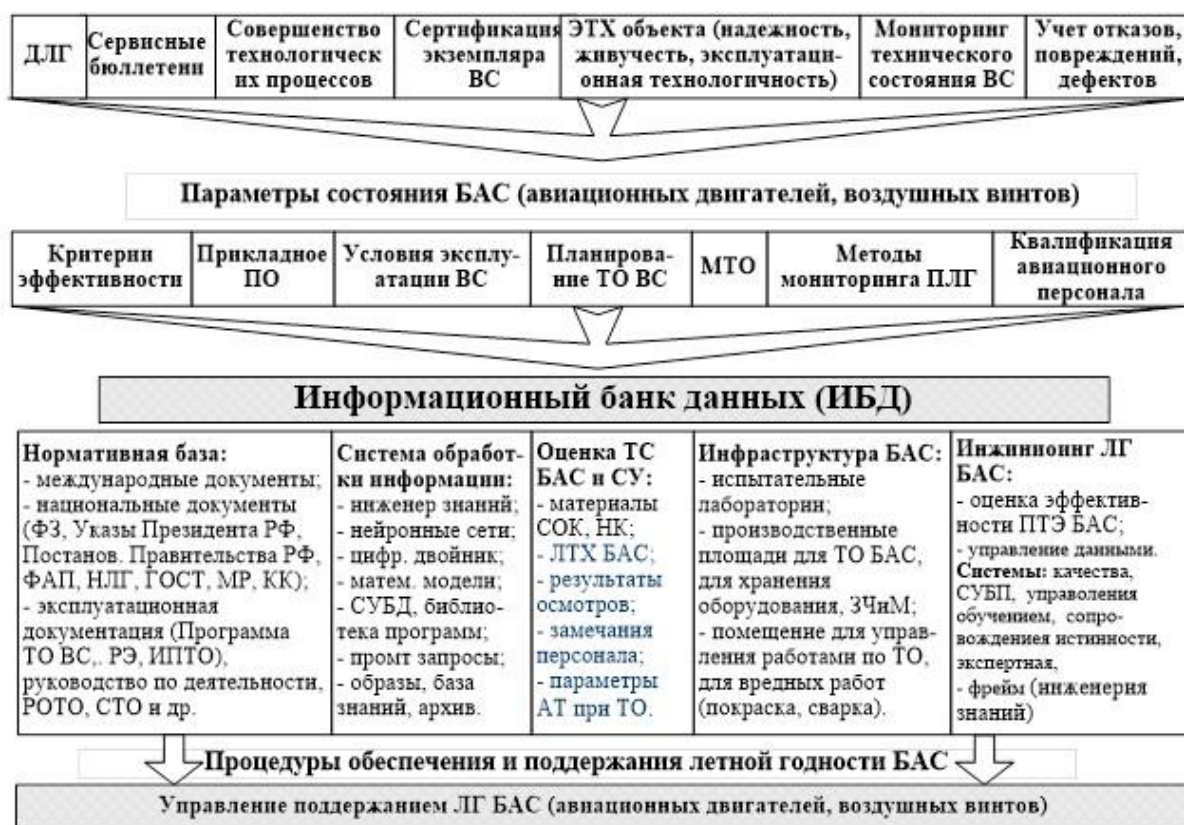 ДЛГ
Сервисные
бюллетени
Совершенство
технологическ
их процессов
Сертификация
экземпляра
ВС
ЭТХ объекта (надежность,
живучесть, эксплуатаци-
онная технологичность)
Мониторинг
технического
состояния ВС
Учет отказов,
повреждений,
дефектов
Параметры состояния БАС (авиационных двигателей, воздушных винтов)
Критерии
эффективности
Прикладное
ПО
Условия эксплу-
атации ВС
Планирова-
ние ТО ВС
МТО
Методы
мониторинга ПЛГ
Квалификация
авиационного
персонала
Информационный банк данных (ИБД)
Нормативная база:
- международные документы;
- национальные документы
(ФЗ, Указы Президента РФ,
Постанов. Правительства РФ,
ФАП, НЛГ, ГОСТ, МР, КК);
- эксплуатационная
документация (Программа
ТО ВС,. РЭ, ИПТО),
руководство по деятельности,
РОТО, СТО и др.
Система обработ-
ки информации:
- инженер знаний;
- нейронные сети;
- цифр. двойник;
- матем. модели;
- СУБД, библио-
тека программ;
- промт запросы;
- образы, база
знаний, архив.
Оценка ТС
БАС и СУ:
- материалы
СОК, НК;
- ЛТХ БАС;
- результаты
осмотров;
- замечания
персонала;
- параметры
АТ при ТО.
Инфраструктура БАС:
- испытательные
лаборатории;
- производственные
площади для ТО БАС,
для хранения
оборудования, ЗЧиМ;
- помещение для управ-
ления работами по ТО,
для вредных работ
(покраска, сварка).
Инжиниоинг ЛГ
БАС:
- оценка эффектив-
ности ПТЭ БАС;
- управление данными.
Системы: качества,
СУБП, управоления
обучением, сопро-
вождениея истинности,
экспертная,
- фрейм (инженерия
знаний)
Процедуры обеспечения и поддержания летной годности БАС
Управление поддержанием ЛГ БАС (авиационных двигателей, воздушных винтов)